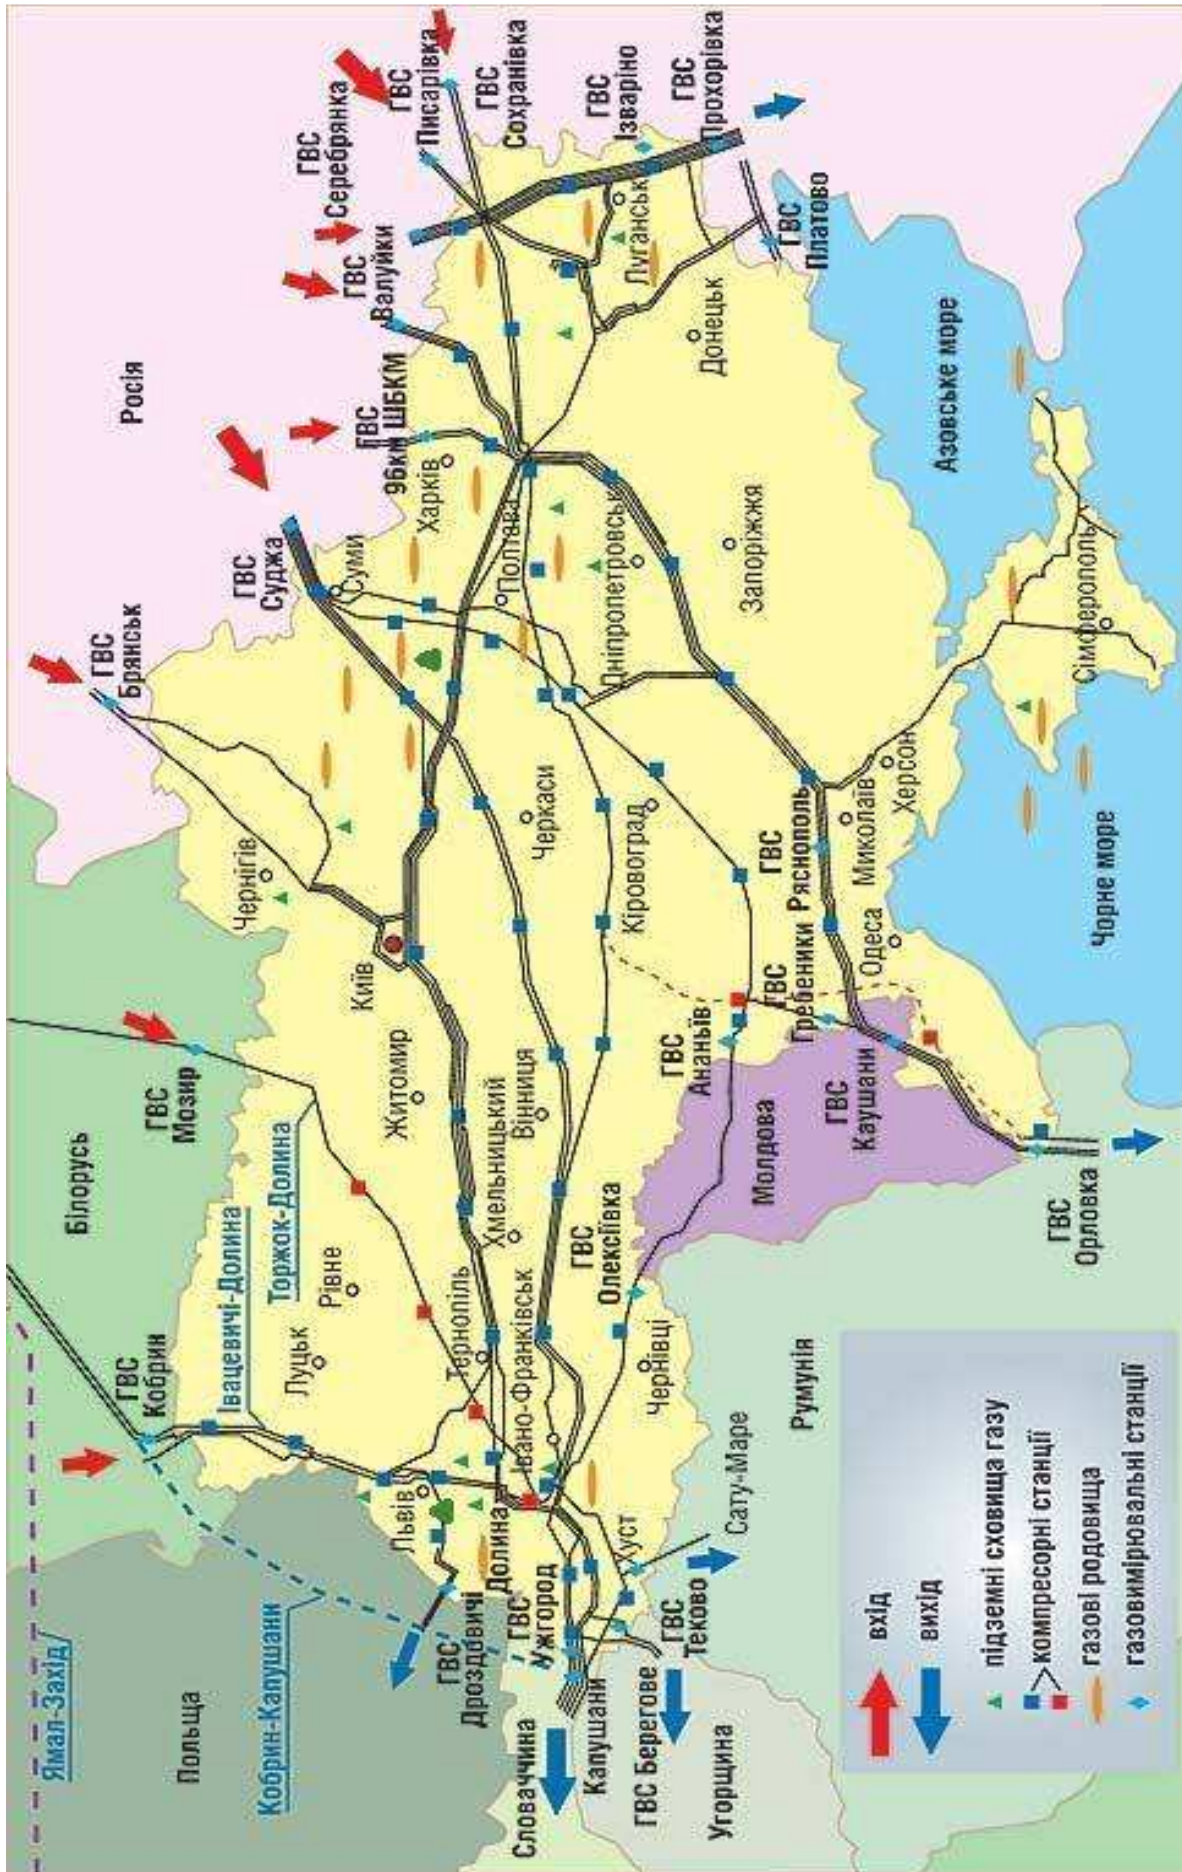 Ямал-Захід
Польща
Кобрин-Капушани
Білорусь
Росія
ГВС
Кобрин
Івацевичі-Долина
Торжок-Долина
ГВС
Мозир
ГВС
Брянськ
ГВС
Суджа
ГВС
96км ШБКМ
ГВС
Валуйки
ГВС
Серебрянка
ГВС
Писарівка
ГВС
Сохранівка
ГВС
Ізваріно
ГВС
Прохорівка
ГВС
Платово
Луцьк
Рівне
Житомир
Київ
Чернігів
Суми
Харків
Полтава
Луганськ
Донецьк
Львів
Тернопіль
Хмельницький
Вінниця
Черкаси
Дніпропетровськ
Запоріжжя
Івано-Франківськ
Долина
Чернівці
Кіровоград
Миколаїв
Херсон
Одеса
Сімферополь
Хуст
Сату-Маре
ГВС
Дроздовичі
ГВС
Ужгород
Словаччина
Капушани
ГВС Берегове
ГВС
Теково
Угорщина
Румунія
ГВС
Олексіївка
Молдова
ГВС
Ананьїв
ГВС
Гребеники
ГВС
Рясно­поль
ГВС
Каушани
ГВС
Орловка
Азовське море
Чорне море
вхід
вихід
підземні сховища газу
компресорні станції
газові родовища
газовимірювальні станції